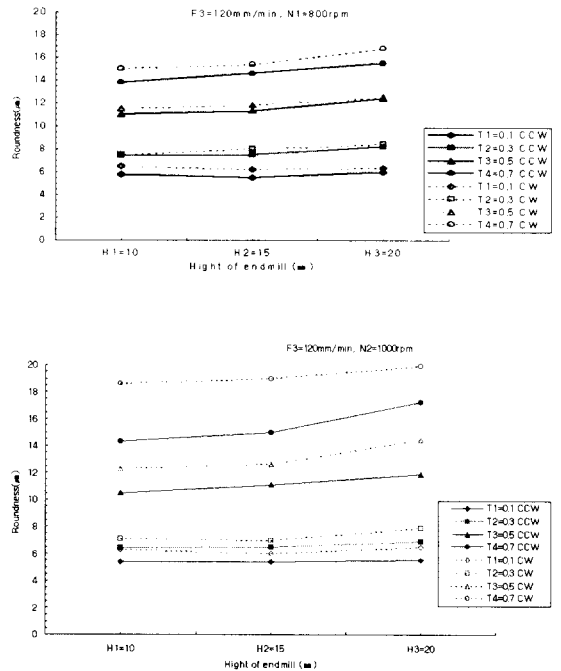 F3=120mm/min, N1=800rpm
20
18
16
14
12
10
8
6
4
2
0
Roundness(㎛)
H1=10 H2=15 H3=20
Hight of endmill (㎜)
T1=0.1 CCW
T2=0.3 CCW
T3=0.5 CCW
T4=0.7 CCW
T1=0.1 CW
T2=0.3 CW
T3=0.5 CW
T4=0.7 CW
F3=120mm/min, N2=1000rpm
20
18
16
14
12
10
8
6
4
2
0
Roundness(㎛)
H1=10 H2=15 H3=20
Hight of endmill (㎜)
T1=0.1 CCW
T2=0.3 CCW
T3=0.5 CCW
T4=0.7 CCW
T1=0.1 CW
T2=0.3 CW
T3=0.5 CW
T4=0.7 CW